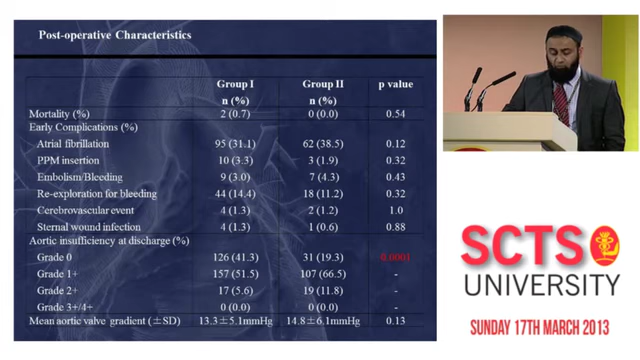 Post-operative Characteristics
Group I Group II p value
n (%) n (%)
Mortality (%) 2 (0.7) 0 (0.0) 0.54
Early Complications (%)
Atrial fibrillation 95 (31.1) 62 (38.5) 0.12
PPM insertion 10 (3.3) 3 (1.9) 0.32
Embolism/Bleeding 9 (3.0) 7 (4.3) 0.43
Re-exploration for bleeding 44 (14.4) 18 (11.2) 0.32
Cerebrovascular event 4 (1.3) 2 (1.2) 1.0
Sternal wound infection 4 (1.3) 1 (0.6) 0.88
Aortic insufficiency at discharge (%)
Grade 0 126 (41.3) 31 (19.3) 0.0001
Grade 1+ 157 (51.5) 107 (66.5) -
Grade 2+ 17 (5.6) 19 (11.8) -
Grade 3+/4+ 0 (0.0) 0 (0.0) -
Mean aortic valve gradient (±SD) 13.3±5.1mmHg 14.8±6.1mmHg 0.13
SCTS
UNIVERSITY
SUNDAY 17TH MARCH 2013